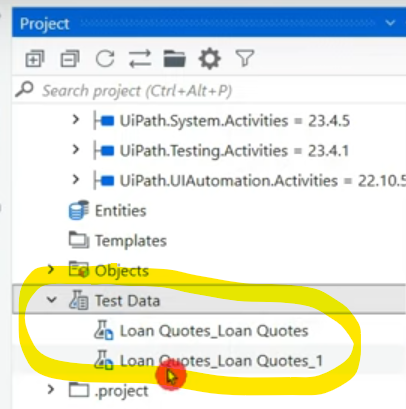 Project
Search project (Ctrl+Alt+P)
UiPath.System.Activities = 23.4.5
UiPath.Testing.Activities = 23.4.1
UiPath.UIAutomation.Activities = 22.10.5
Entities
Templates
Objects
Test Data
Loan Quotes_Loan Quotes
Loan Quotes_Loan Quotes_1
.project